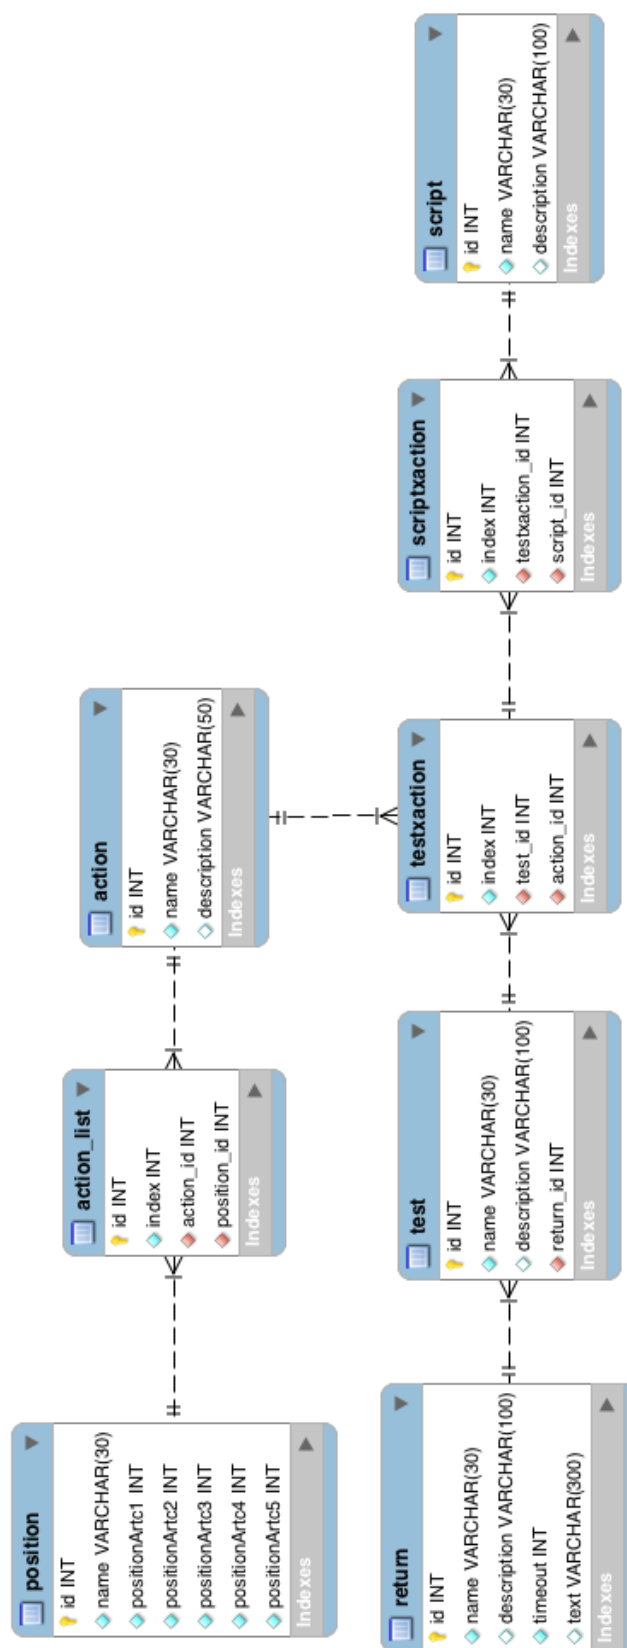 position
id INT
name VARCHAR(30)
positionArtc1 INT
positionArtc2 INT
positionArtc3 INT
positionArtc4 INT
positionArtc5 INT
Indexes
action_list
id INT
index INT
action_id INT
position_id INT
Indexes
action
id INT
name VARCHAR(30)
description VARCHAR(50)
Indexes
return
id INT
name VARCHAR(30)
description VARCHAR(100)
timeout INT
text VARCHAR(300)
Indexes
test
id INT
name VARCHAR(30)
description VARCHAR(100)
return_id INT
Indexes
testxaction
id INT
index INT
test_id INT
action_id INT
Indexes
scriptxaction
id INT
index INT
testxaction_id INT
script_id INT
Indexes
script
id INT
name VARCHAR(30)
description VARCHAR(100)
Indexes